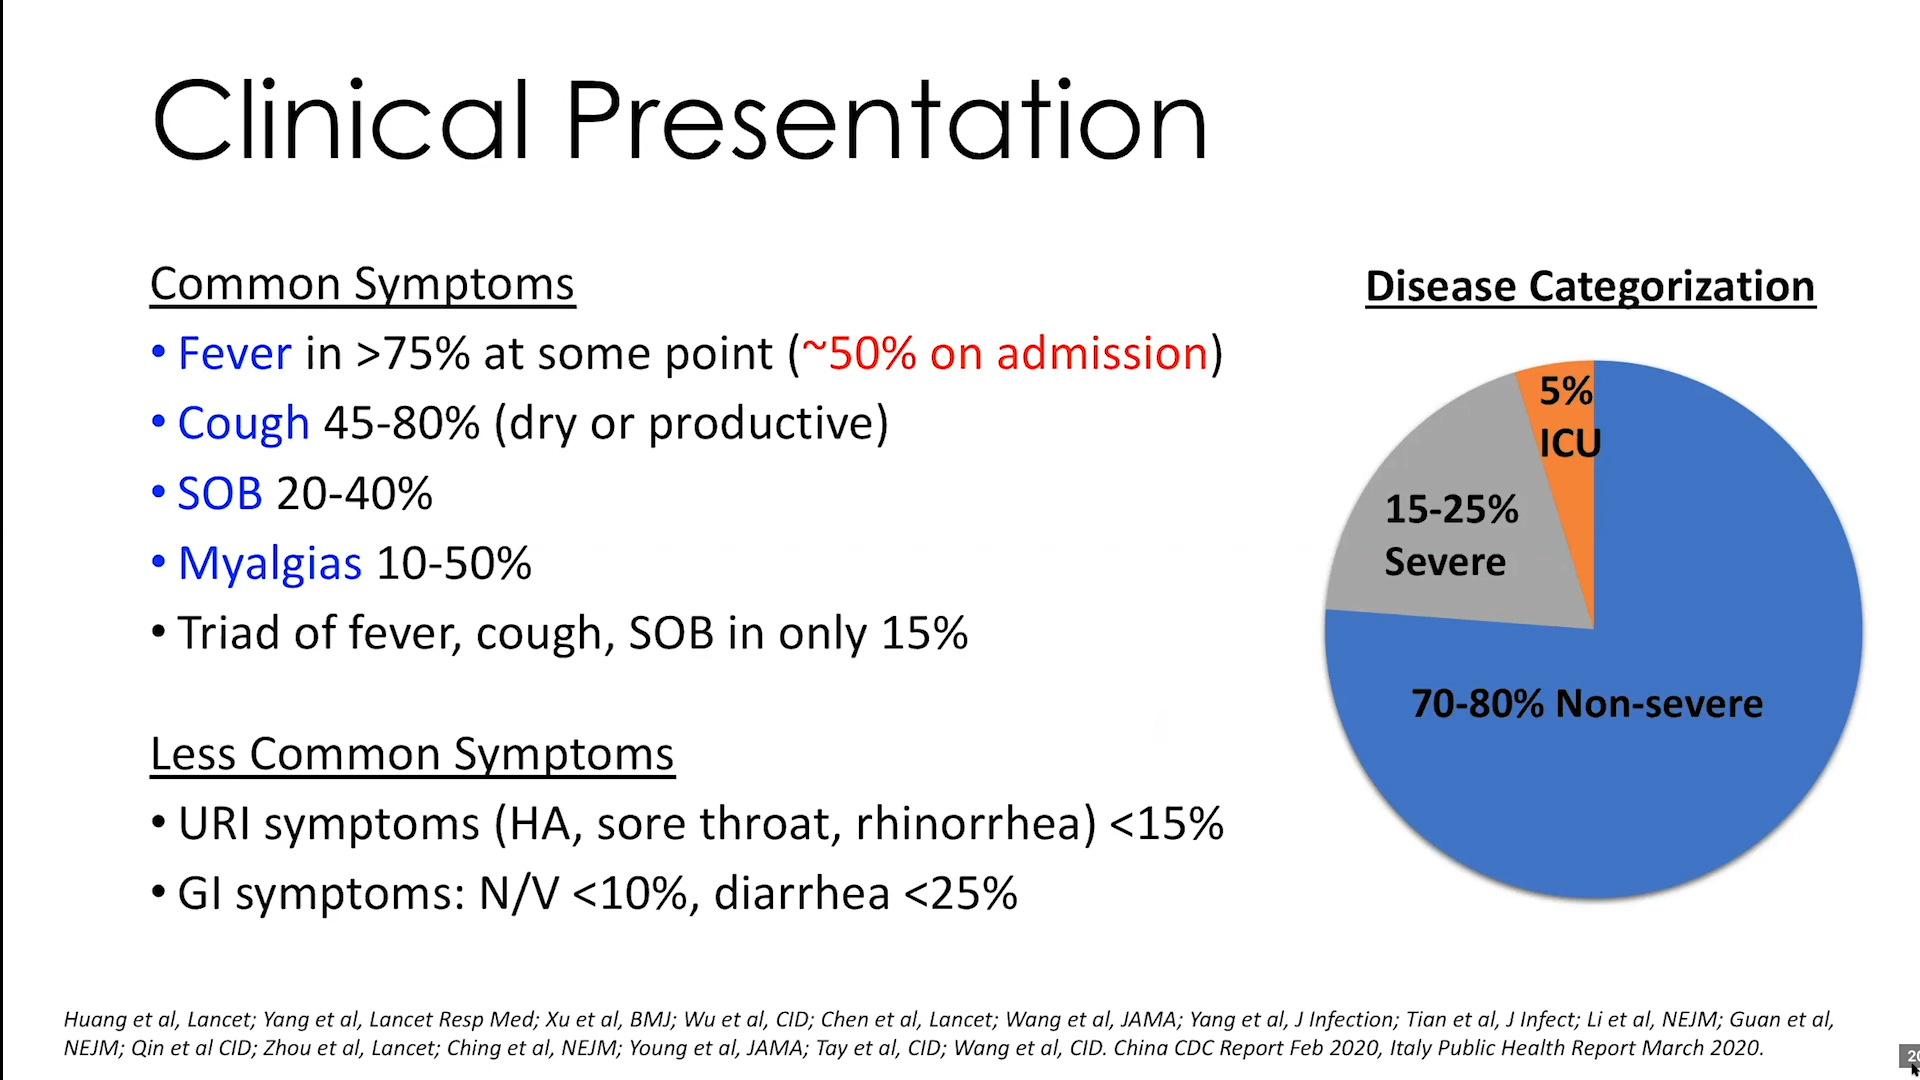 Clinical Presentation
Common Symptoms
• Fever in >75% at some point (~50% on admission)
• Cough 45-80% (dry or productive)
• SOB 20-40%
• Myalgias 10-50%
• Triad of fever, cough, SOB in only 15%
Less Common Symptoms
• URI symptoms (HA, sore throat, rhinorrhea) <15%
• GI symptoms: N/V <10%, diarrhea <25%
Disease Categorization
5%
ICU
15-25%
Severe
70-80% Non-severe
Huang et al, Lancet; Yang et al, Lancet Resp Med; Xu et al, BMJ; Wu et al, CID; Chen et al, Lancet; Wang et al, JAMA; Yang et al, J Infection; Tian et al, J Infect; Li et al, NEJM; Guan et al,
NEJM; Qin et al CID; Zhou et al, Lancet; Ching et al, NEJM; Young et al, JAMA; Tay et al, CID; Wang et al, CID. China CDC Report Feb 2020, Italy Public Health Report March 2020.